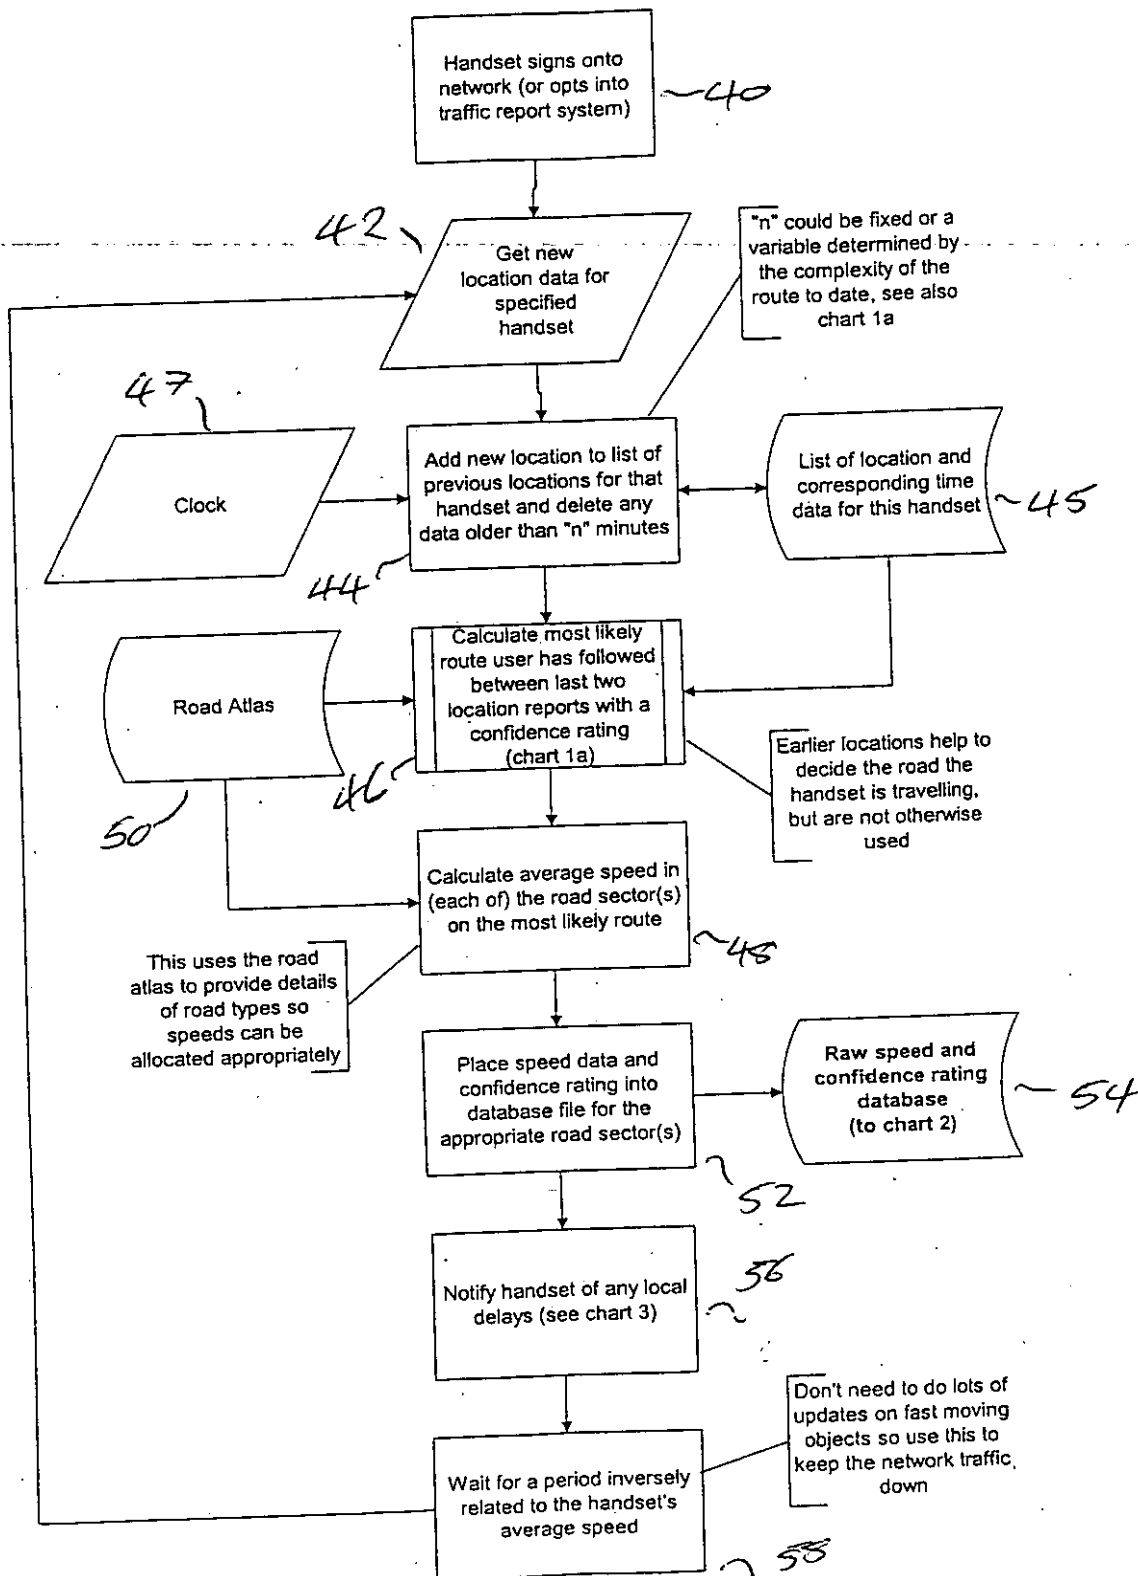 Handset signs onto
network (or opts into
traffic report system)
40
42
Get new
location data for
specified
handset
"n" could be fixed or a
variable determined by
the complexity of the
route to date, see also
chart 1a
47
Clock
Add new location to list of
previous locations for that
handset and delete any
data older than "n" minutes
44
List of location and
corresponding time
data for this handset
45
Road Atlas
50
Calculate most likely
route user has followed
between last two
location reports with a
confidence rating
(chart 1a)
46
Earlier locations help to
decide the road the
handset is travelling,
but are not otherwise
used
Calculate average speed in
(each of) the road sector(s)
on the most likely route
48
This uses the road
atlas to provide details
of road types so
speeds can be
allocated appropriately
Place speed data and
confidence rating into
database file for the
appropriate road sector(s)
52
Raw speed and
confidence rating
database
(to chart 2)
54
Notify handset of any local
delays (see chart 3)
56
Don't need to do lots of
updates on fast moving
objects so use this to
keep the network traffic
down
Wait for a period inversely
related to the handset's
average speed
58